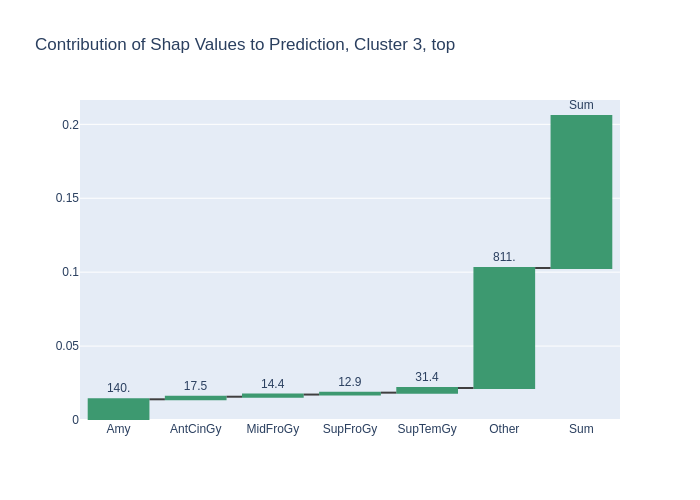 Contribution of Shap Values to Prediction, Cluster 3, top
Sum
0.2
0.15
811.
0.1
0.05
140.
17.5
14.4
12.9
31.4
0
Amy
AntCinGy
MidFroGy
SupFroGy
SupTemGy
Other
Sum